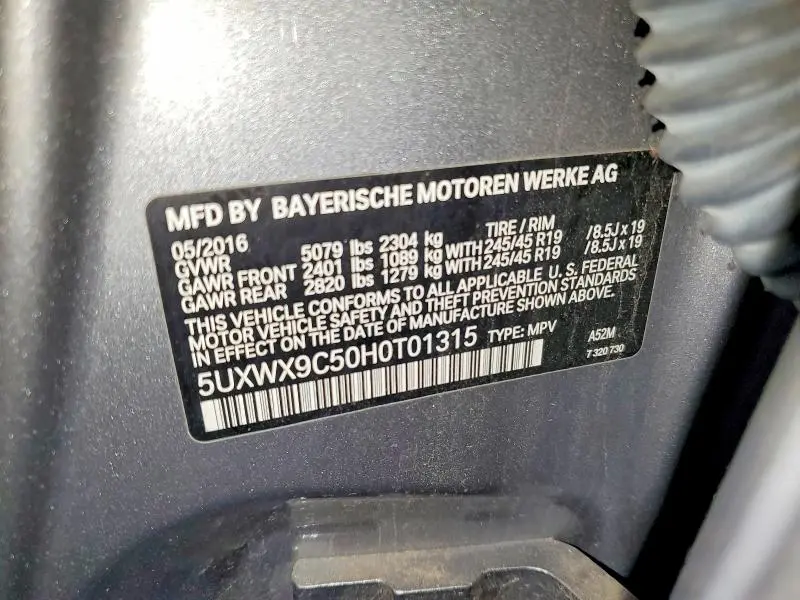 MFD BY BAYERISCHE MOTOREN WERKE AG
05/2016 TIRE / RIM
GVWR 5079 lbs 2304 kg
GAWR FRONT 2401 lbs 1089 kg WITH 245/45 R19 /8.5J x 19
GAWR REAR 2820 lbs 1279 kg WITH 245/45 R19 /8.5J x 19
THIS VEHICLE CONFORMS TO ALL APPLICABLE U.S. FEDERAL
MOTOR VEHICLE SAFETY AND THEFT PREVENTION STANDARDS
IN EFFECT ON THE DATE OF MANUFACTURE SHOWN ABOVE.
5UXWX9C50H0T01315 TYPE: MPV A52M
7 320 730